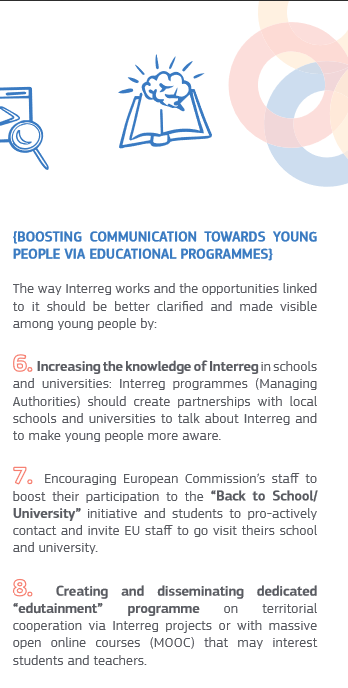 {BOOSTING COMMUNICATION TOWARDS YOUNG
PEOPLE VIA EDUCATIONAL PROGRAMMES}
The way Interreg works and the opportunities linked
to it should be better clarified and made visible
among young people by:
6. Increasing the knowledge of Interreg in schools
and universities: Interreg programmes (Managing
Authorities) should create partnerships with local
schools and universities to talk about Interreg and
to make young people more aware.
7. Encouraging European Commission's staff to
boost their participation to the “Back to School/
University” initiative and students to pro-actively
contact and invite EU staff to go visit theirs school
and university.
8. Creating and disseminating dedicated
“edutainment” programme on territorial
cooperation via Interreg projects or with massive
open online courses (MOOC) that may interest
students and teachers.